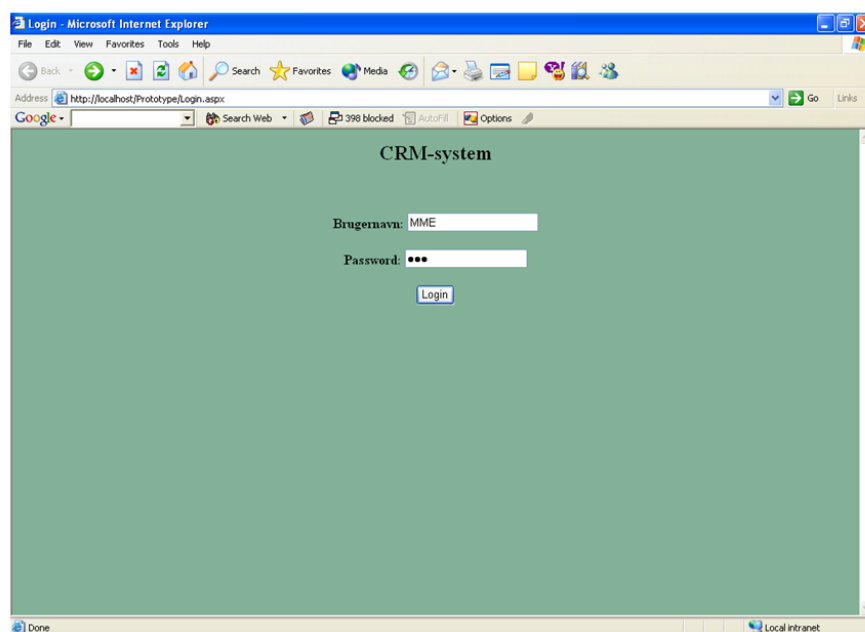 Login - Microsoft Internet Explorer
File Edit View Favorites Tools Help
Back Search Favorites Media
Address http://localhost/Prototype/Login.aspx Go Links
Google Search Web 398 blocked AutoFill Options
CRM-system
Brugernavn: MME
Password: •••
Login
Done Local intranet